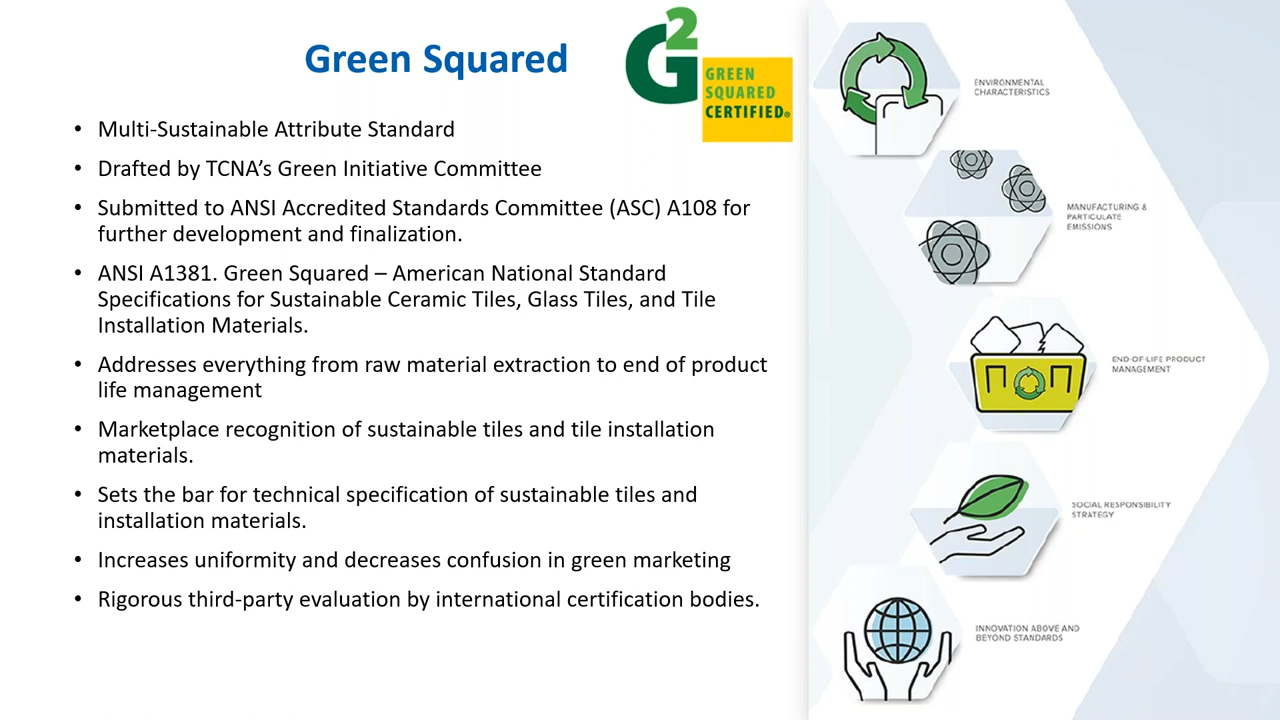 Green Squared
G2
GREEN
SQUARED
CERTIFIED®
• Multi-Sustainable Attribute Standard
• Drafted by TCNA’s Green Initiative Committee
• Submitted to ANSI Accredited Standards Committee (ASC) A108 for
further development and finalization.
• ANSI A1381. Green Squared – American National Standard
Specifications for Sustainable Ceramic Tiles, Glass Tiles, and Tile
Installation Materials.
• Addresses everything from raw material extraction to end of product
life management
• Marketplace recognition of sustainable tiles and tile installation
materials.
• Sets the bar for technical specification of sustainable tiles and
installation materials.
• Increases uniformity and decreases confusion in green marketing
• Rigorous third-party evaluation by international certification bodies.
ENVIRONMENTAL
CHARACTERISTICS
MANUFACTURING &
PARTICULATE
EMISSIONS
END-OF-LIFE PRODUCT
MANAGEMENT
SOCIAL RESPONSIBILITY
STRATEGY
INNOVATION ABOVE AND
BEYOND STANDARDS